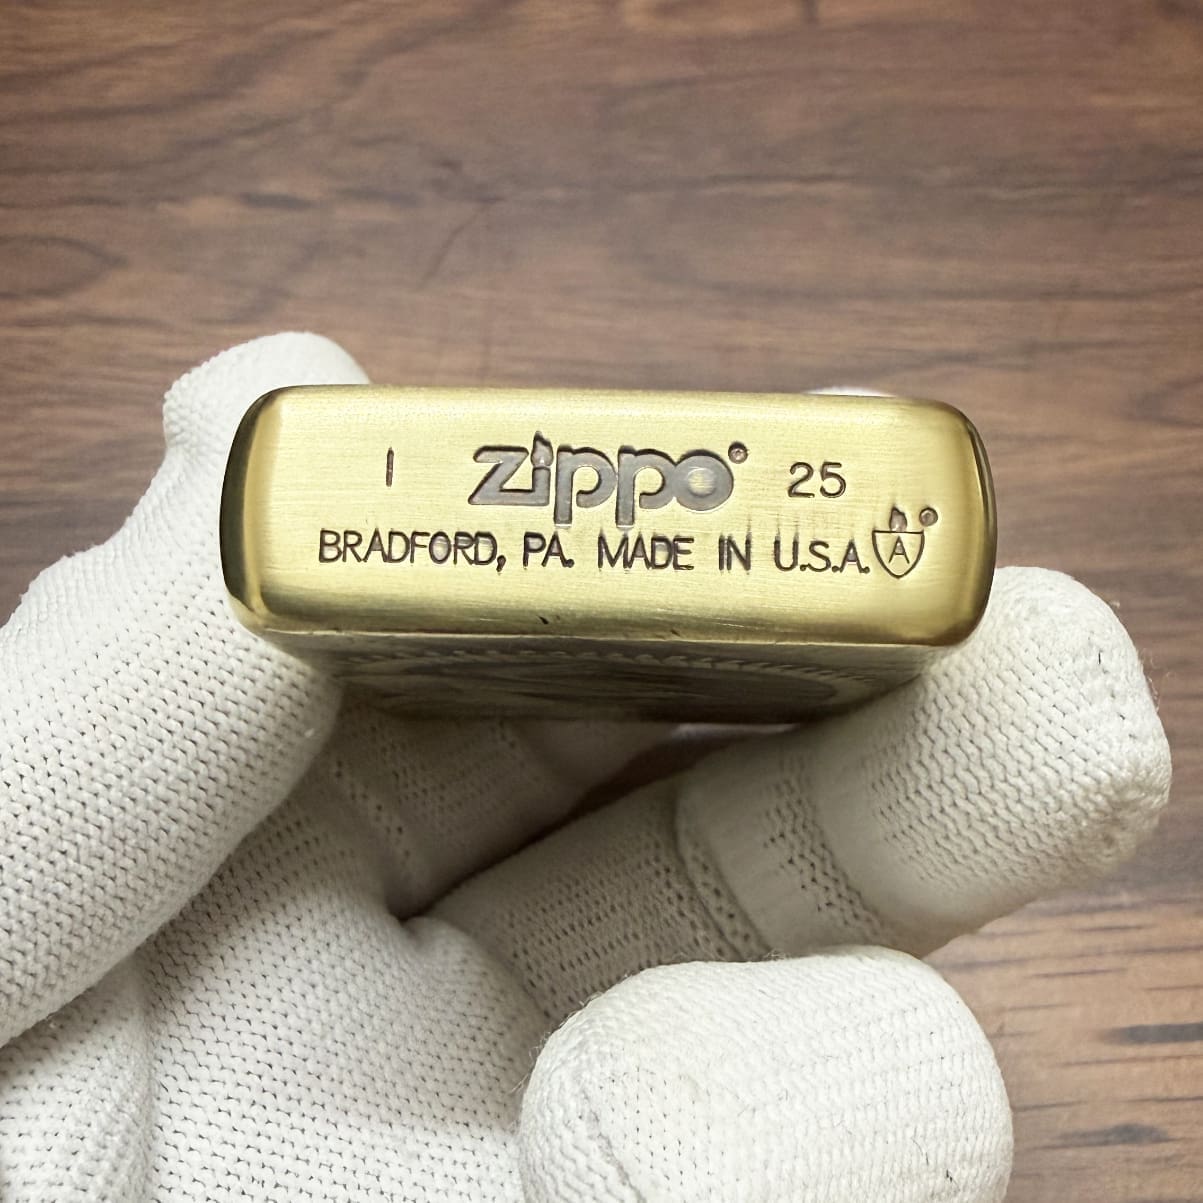 I zippo 25
BRADFORD, PA. MADE IN U.S.A. A